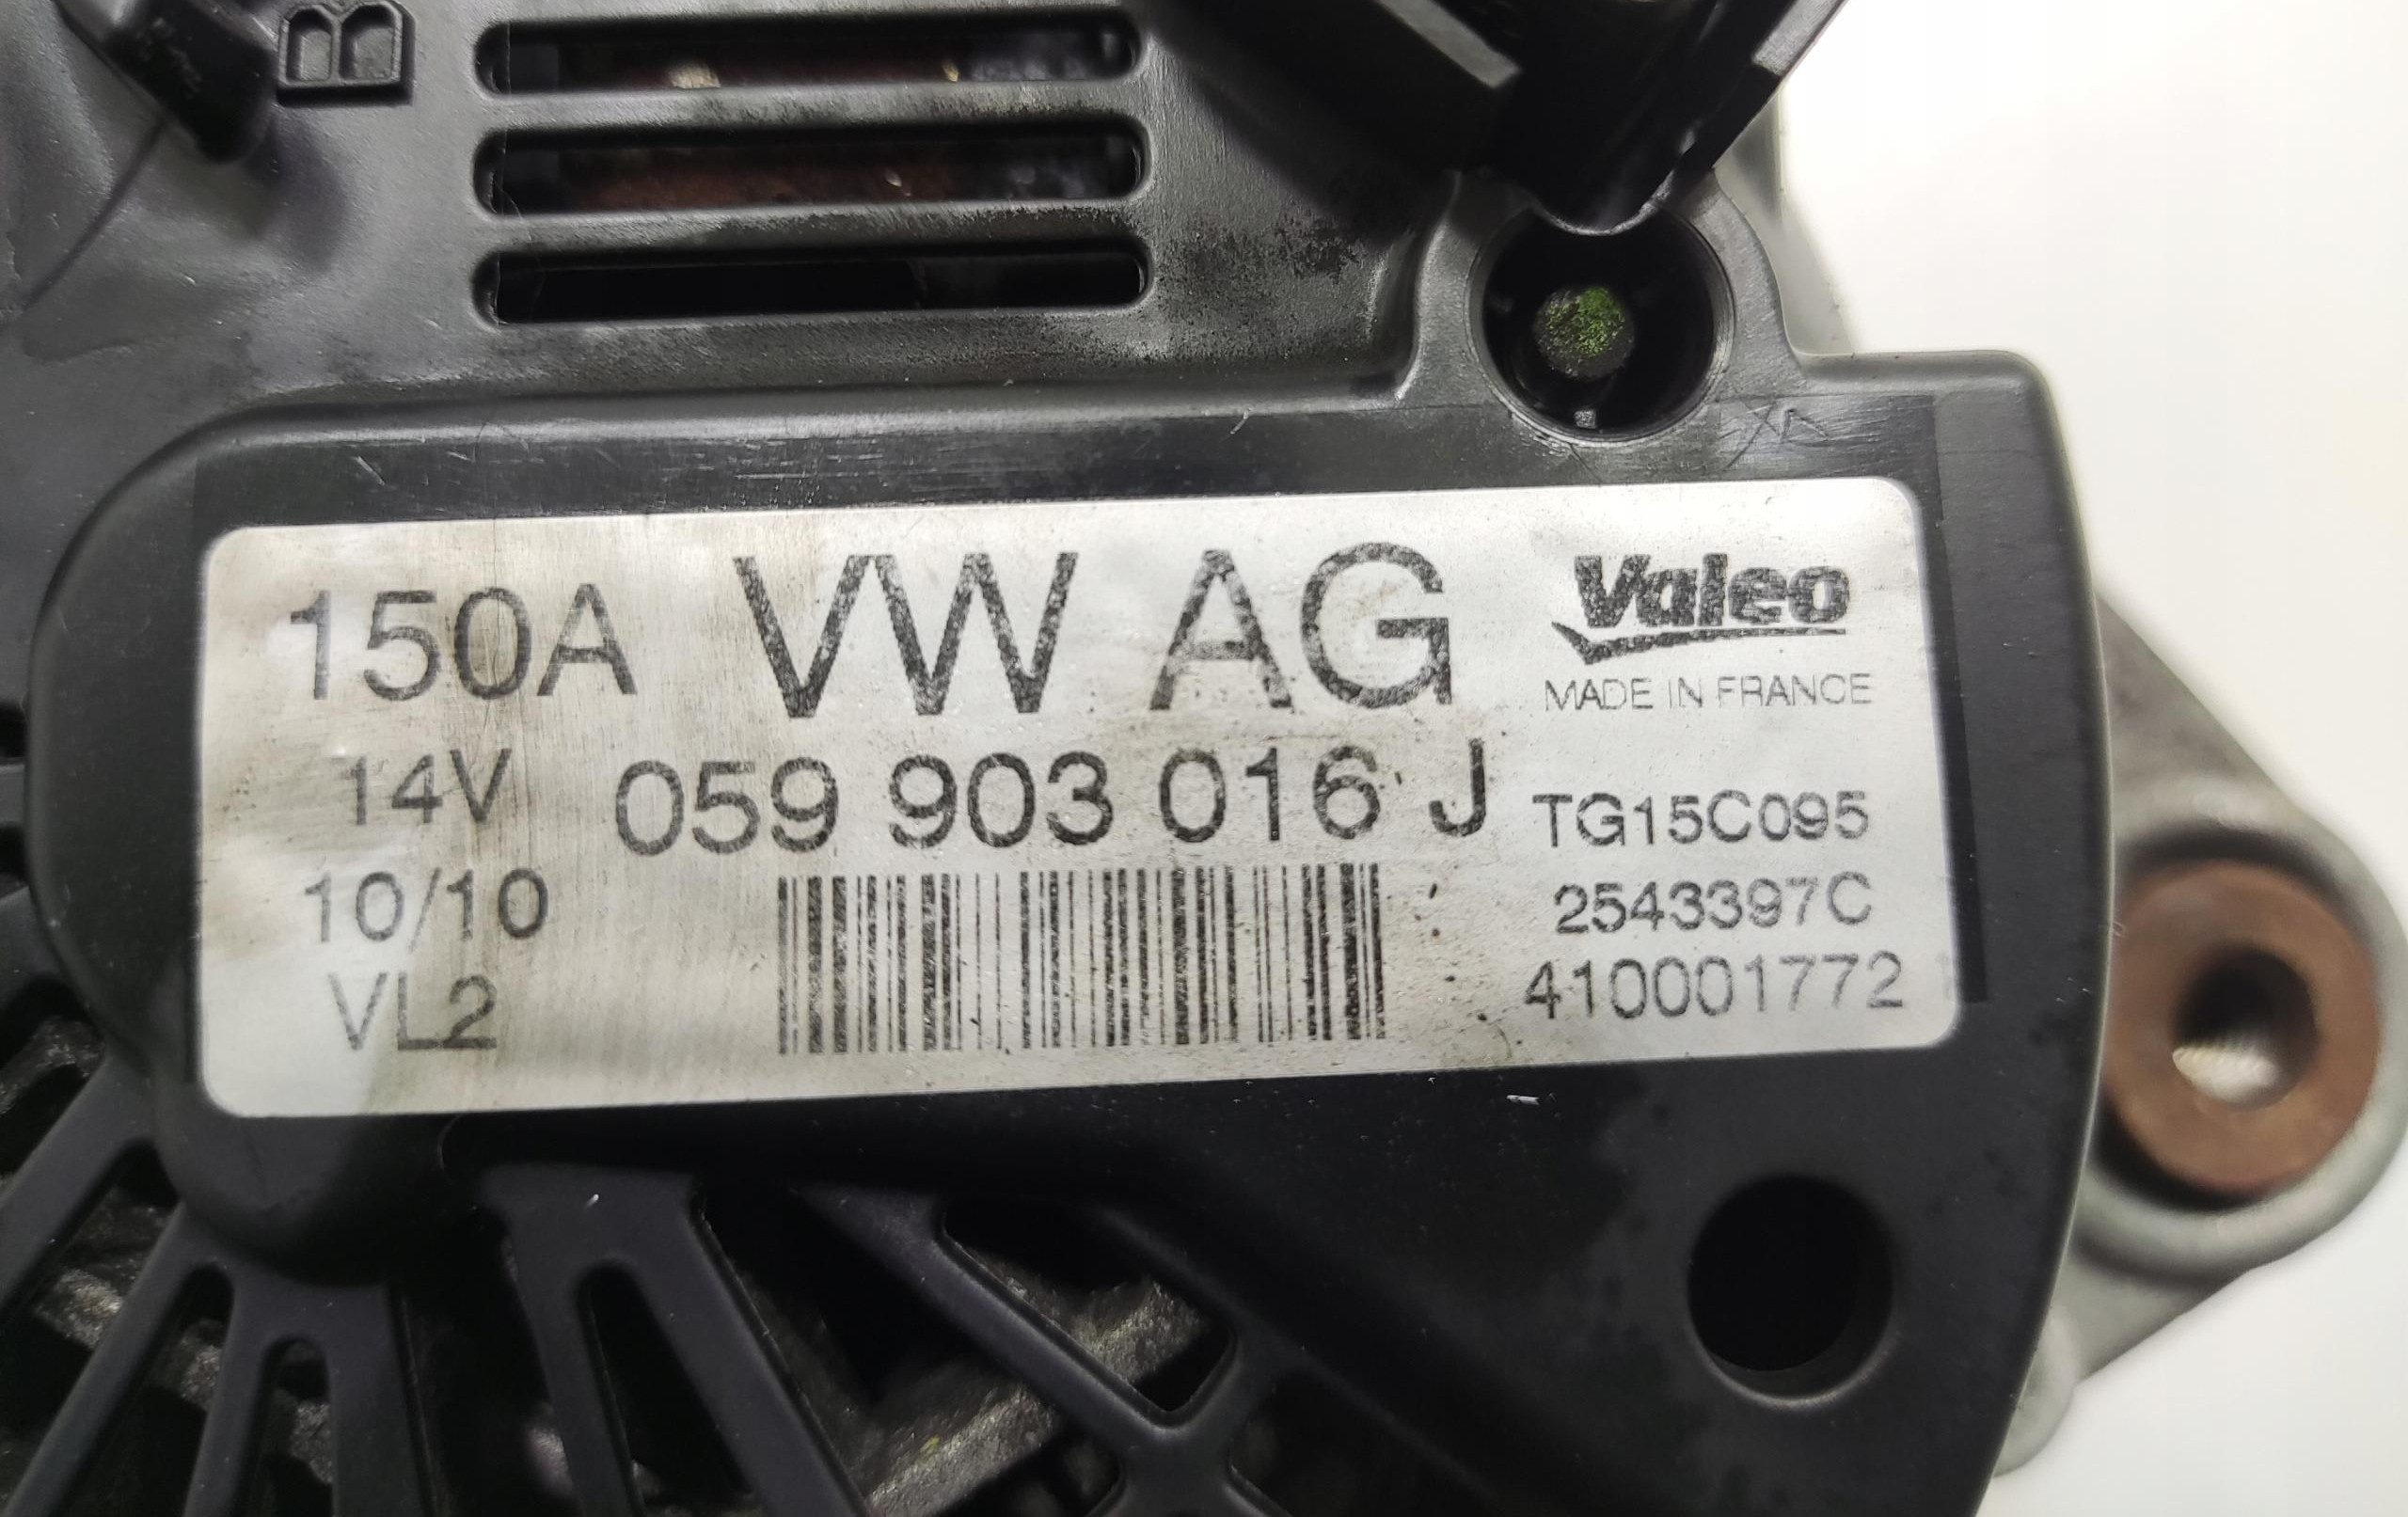 B
150A VW AG Valeo
MADE IN FRANCE
14V 059 903 016 J TG15C095
10/10 2543397C
VL2 410001772